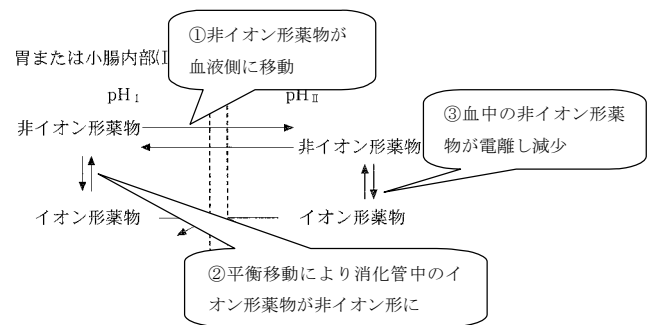 ①非イオン形薬物が
血液側に移動
胃または小腸内部(I
pH I
pH II
非イオン形薬物
非イオン形薬物
③血中の非イオン形薬
物が電離し減少
イオン形薬物
イオン形薬物
②平衡移動により消化管中のイ
オン形薬物が非イオン形に